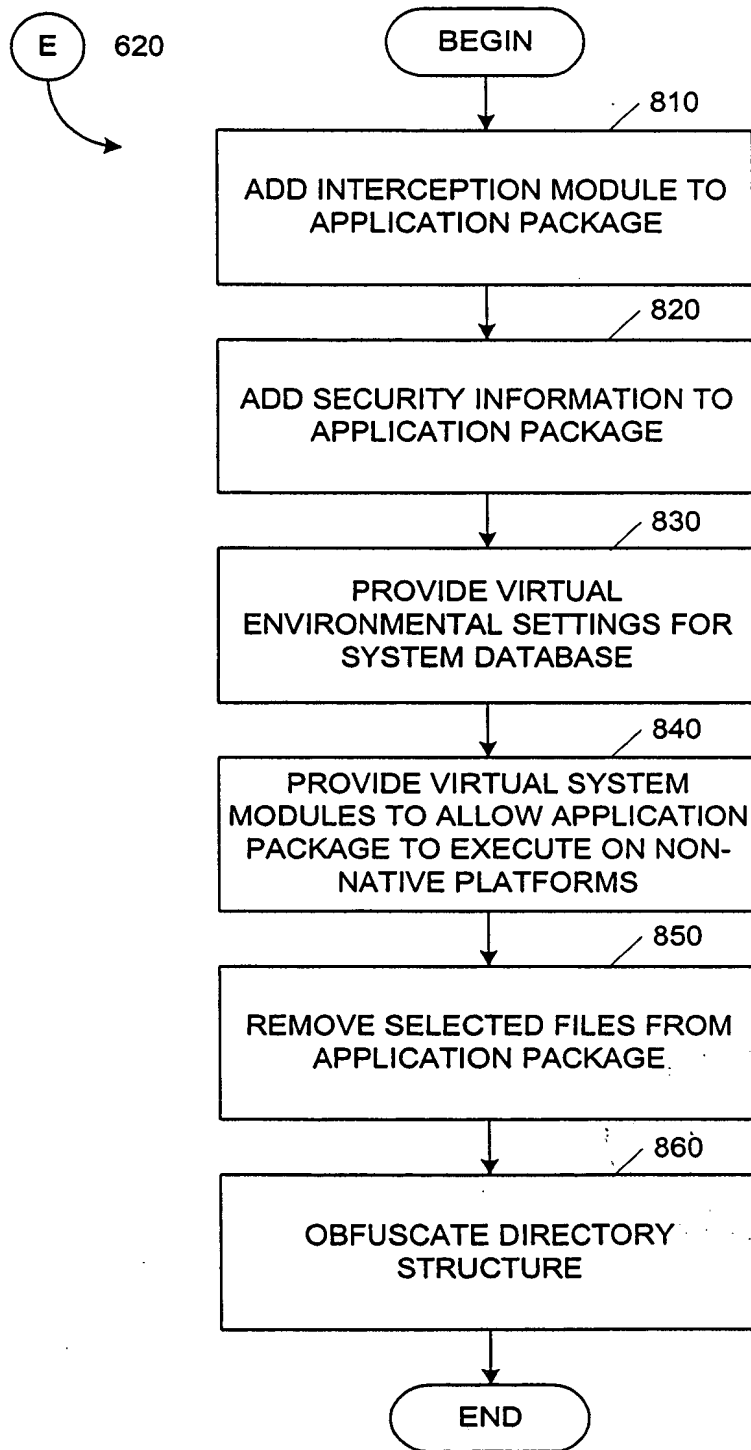 E 620
BEGIN
810
ADD INTERCEPTION MODULE TO
APPLICATION PACKAGE
820
ADD SECURITY INFORMATION TO
APPLICATION PACKAGE
830
PROVIDE VIRTUAL
ENVIRONMENTAL SETTINGS FOR
SYSTEM DATABASE
840
PROVIDE VIRTUAL SYSTEM
MODULES TO ALLOW APPLICATION
PACKAGE TO EXECUTE ON NON-
NATIVE PLATFORMS
850
REMOVE SELECTED FILES FROM
APPLICATION PACKAGE
860
OBFUSCATE DIRECTORY
STRUCTURE
END